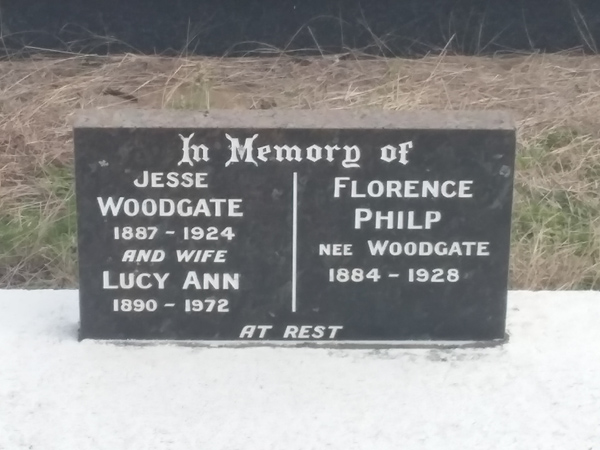 In Memory of
JESSE
WOODGATE
1887 - 1924
AND WIFE
LUCY ANN
1890 - 1972
FLORENCE
PHILP
NEE WOODGATE
1884 - 1928
AT REST